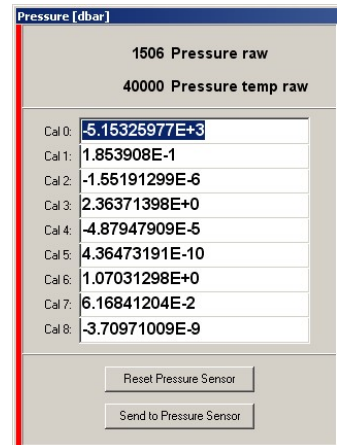 Pressure [dbar]
1506 Pressure raw
40000 Pressure temp raw
Cal 0: -5.15325977E+3
Cal 1: 1.853908E-1
Cal 2: -1.55191299E-6
Cal 3: 2.36371398E+0
Cal 4: -4.87947909E-5
Cal 5: 4.36473191E-10
Cal 6: 1.07031298E+0
Cal 7: 6.16841204E-2
Cal 8: -3.70971009E-9
Reset Pressure Sensor
Send to Pressure Sensor